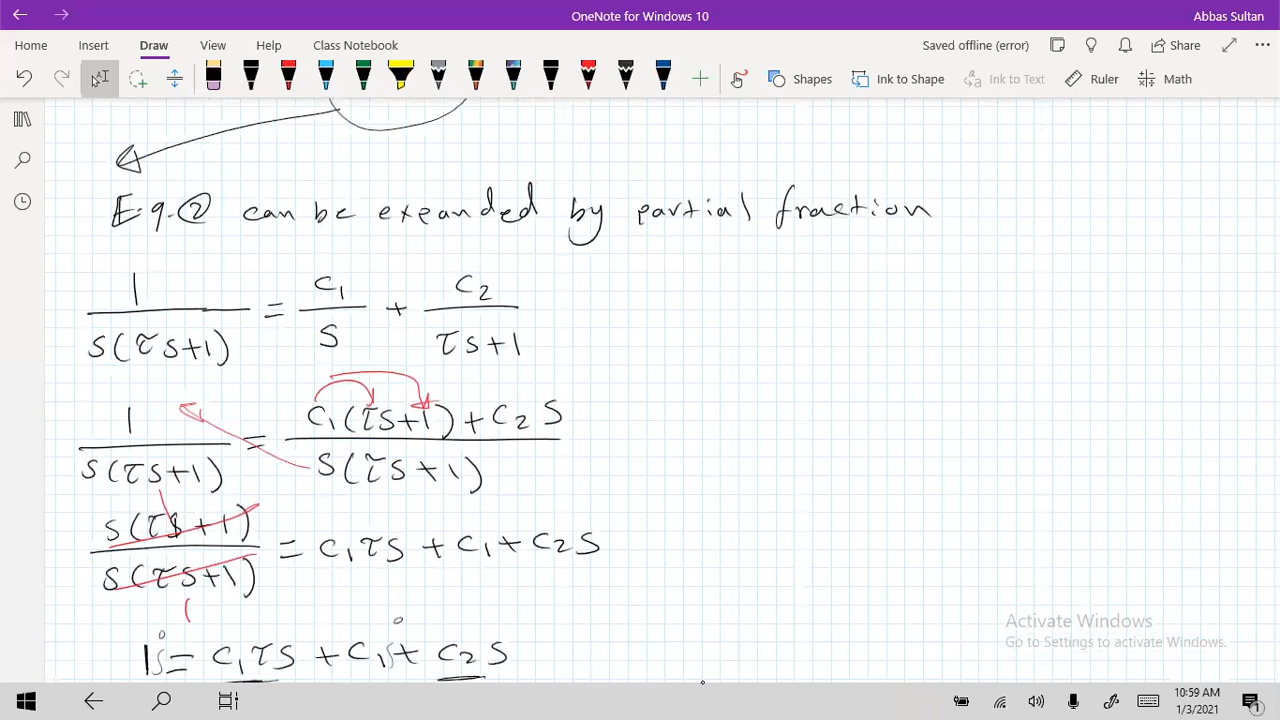 OneNote for Windows 10
Abbas Sultan
Home Insert Draw View Help Class Notebook
Saved offline (error) Share
Shapes Ink to Shape Ink to Text Ruler Math
Eq.② can be expanded by partial fraction
1/(s(τs+1)) = c₁/s + c₂/(τs+1)
1/(s(τs+1)) = (c₁(τs+1)+c₂s)/(s(τs+1))
s(τs+1)/(s(τs+1)) = c₁τs + c₁ + c₂s
1s⁰ = c₁τs + c₁s⁰ + c₂s
Activate Windows
Go to Settings to activate Windows.
10:59 AM
1/3/2021
1